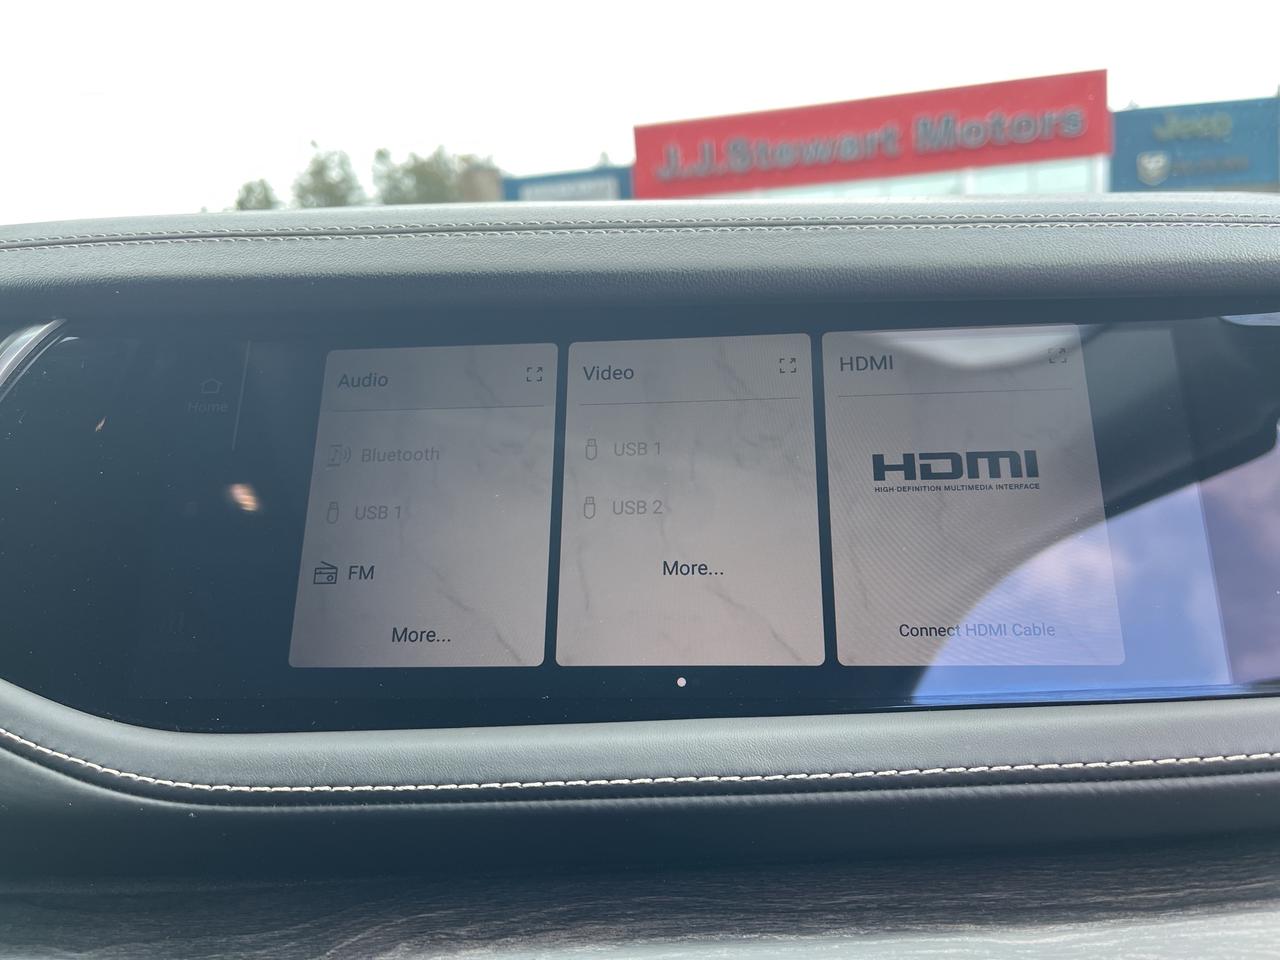 J.J.Stewart Motors
Jeep
Home
Audio
Bluetooth
USB 1
FM
More...
Video
USB 1
USB 2
More...
HDMI
HDMI
HIGH-DEFINITION MULTIMEDIA INTERFACE
Connect HDMI Cable